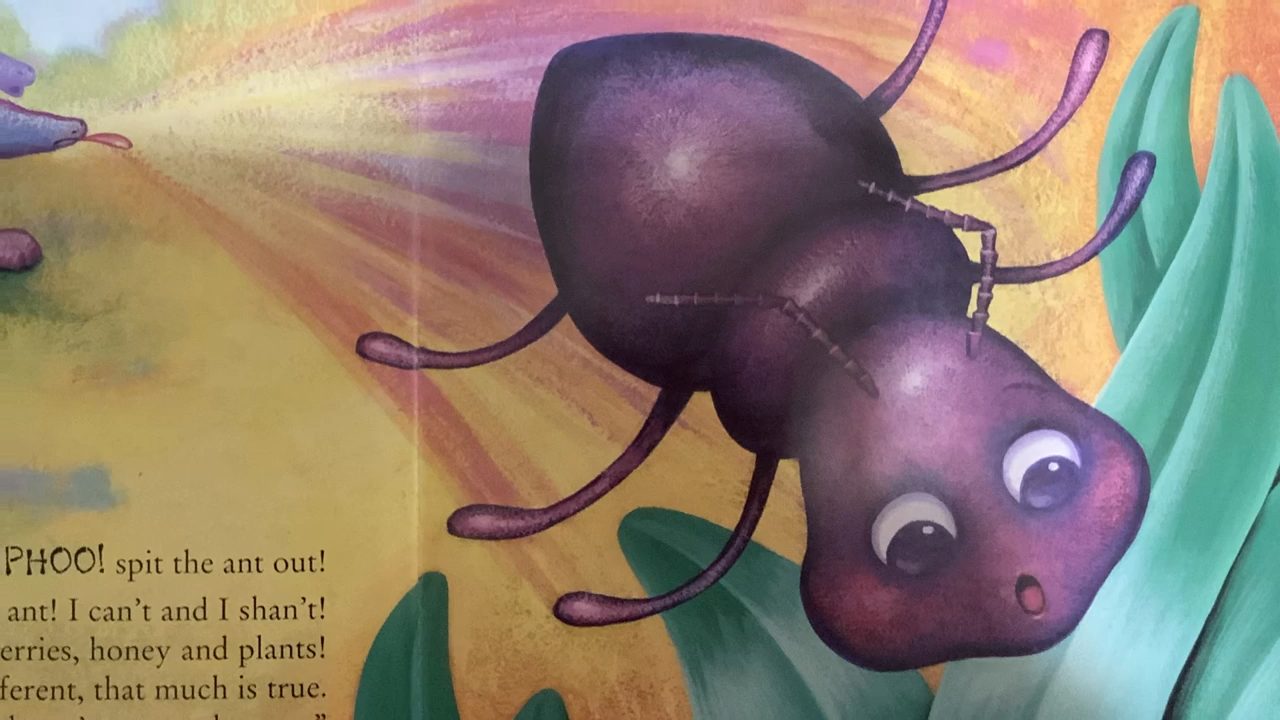 PHOO! spit the ant out!
ant! I can't and I shan't!
erries, honey and plants!
ferent, that much is true.